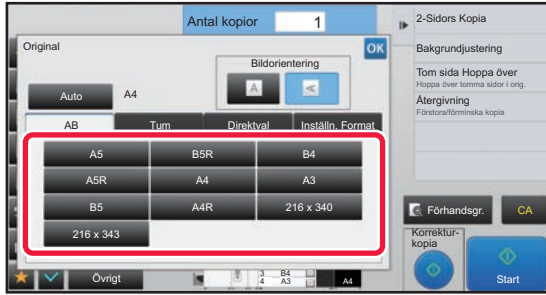 Antal kopior 1
Original
OK
Bildorientering
A
A
Auto A4
AB Tum Direktval Inställn. Format
A5 B5R B4
A5R A4 A3
B5 A4R 216 x 340
216 x 343
Övrigt
3 B4
4 A3
A4
2-Sidors Kopia
Bakgrundjustering
Tom sida Hoppa över
Hoppa över tomma sidor i orig.
Återgivning
Förstora/förminska kopia
Förhandsgr. CA
Korrektur-
kopia
Start